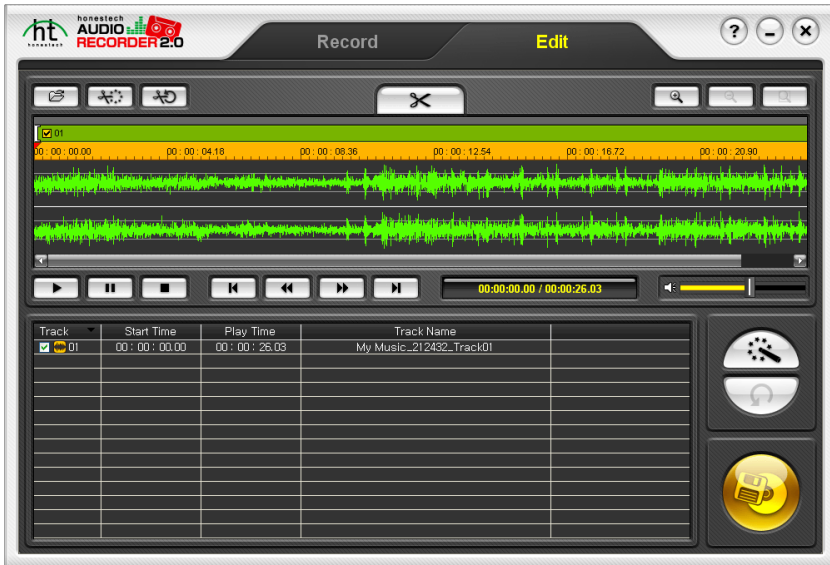 honestech
AUDIO
RECORDER 2.0
ht
honestech
Record
Edit
?
01
00 : 00 : 00.00
00 : 00 : 04.18
00 : 00 : 08.36
00 : 00 : 12.54
00 : 00 : 16.72
00 : 00 : 20.90
00:00:00.00 / 00:00:26.03
Track Start Time Play Time Track Name
01 00 : 00 : 00.00 00 : 00 : 26.03 My Music_212432_Track01